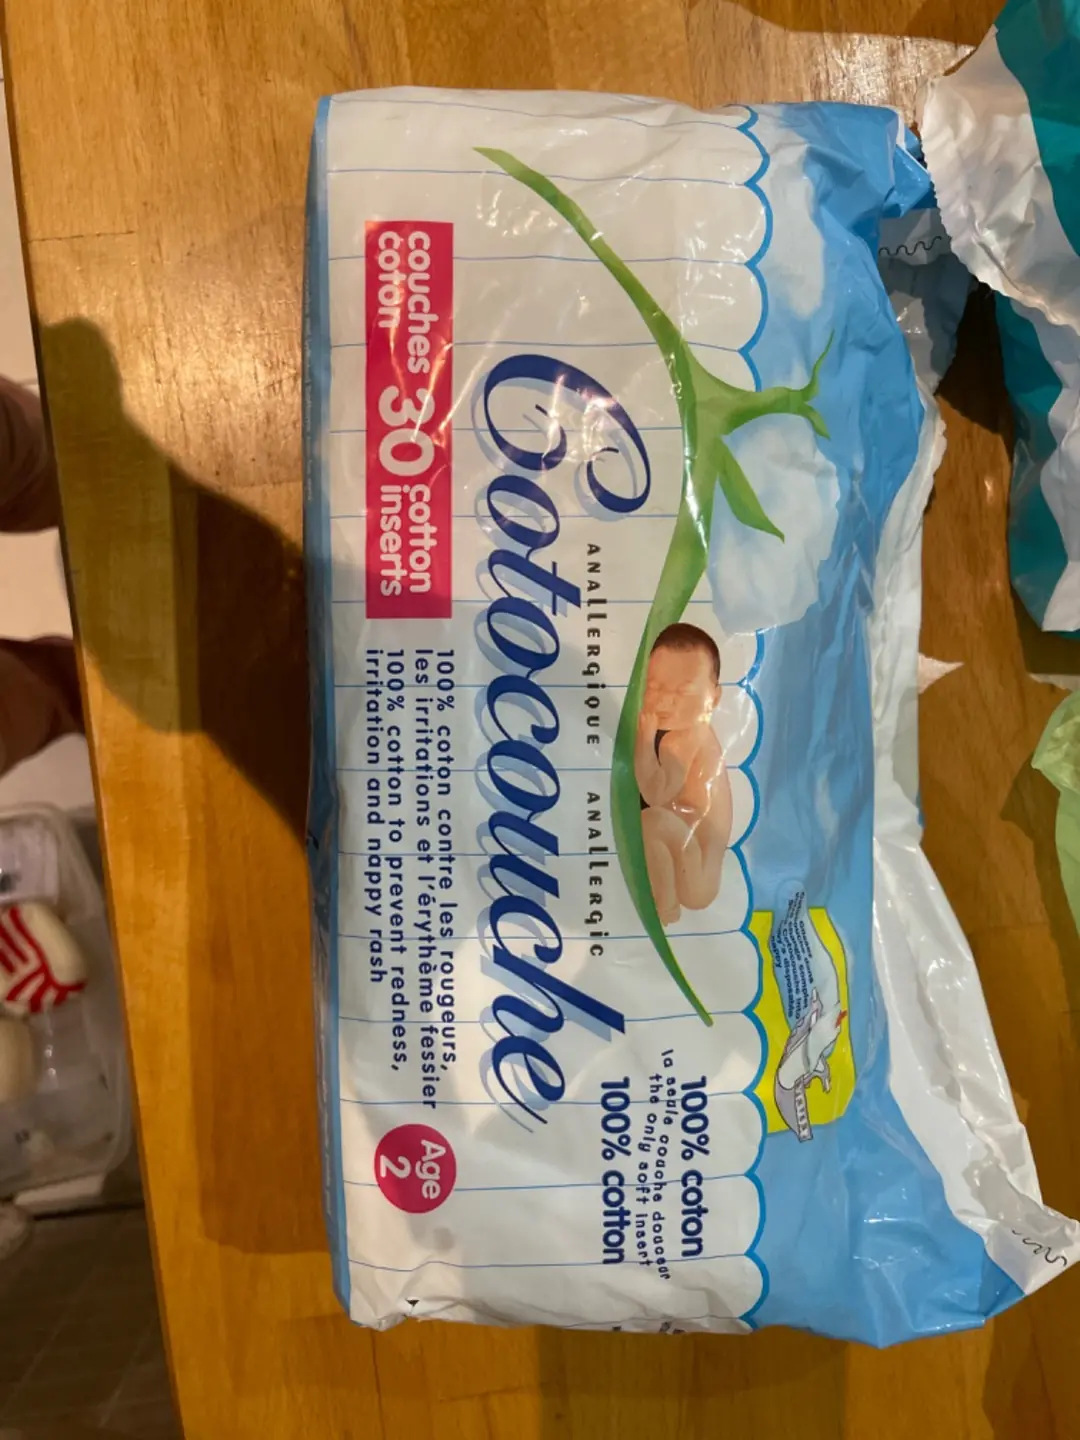 100% coton
la seule couche douceur
the only soft insert
100% cotton
ANALLERGIQUE ANALLERGIC
Cotocouche
couches
coton
30
cotton
inserts
100% coton contre les rougeurs,
les irritations et l'érythème fessier
100% cotton to prevent redness,
irritation and nappy rash
Age
2